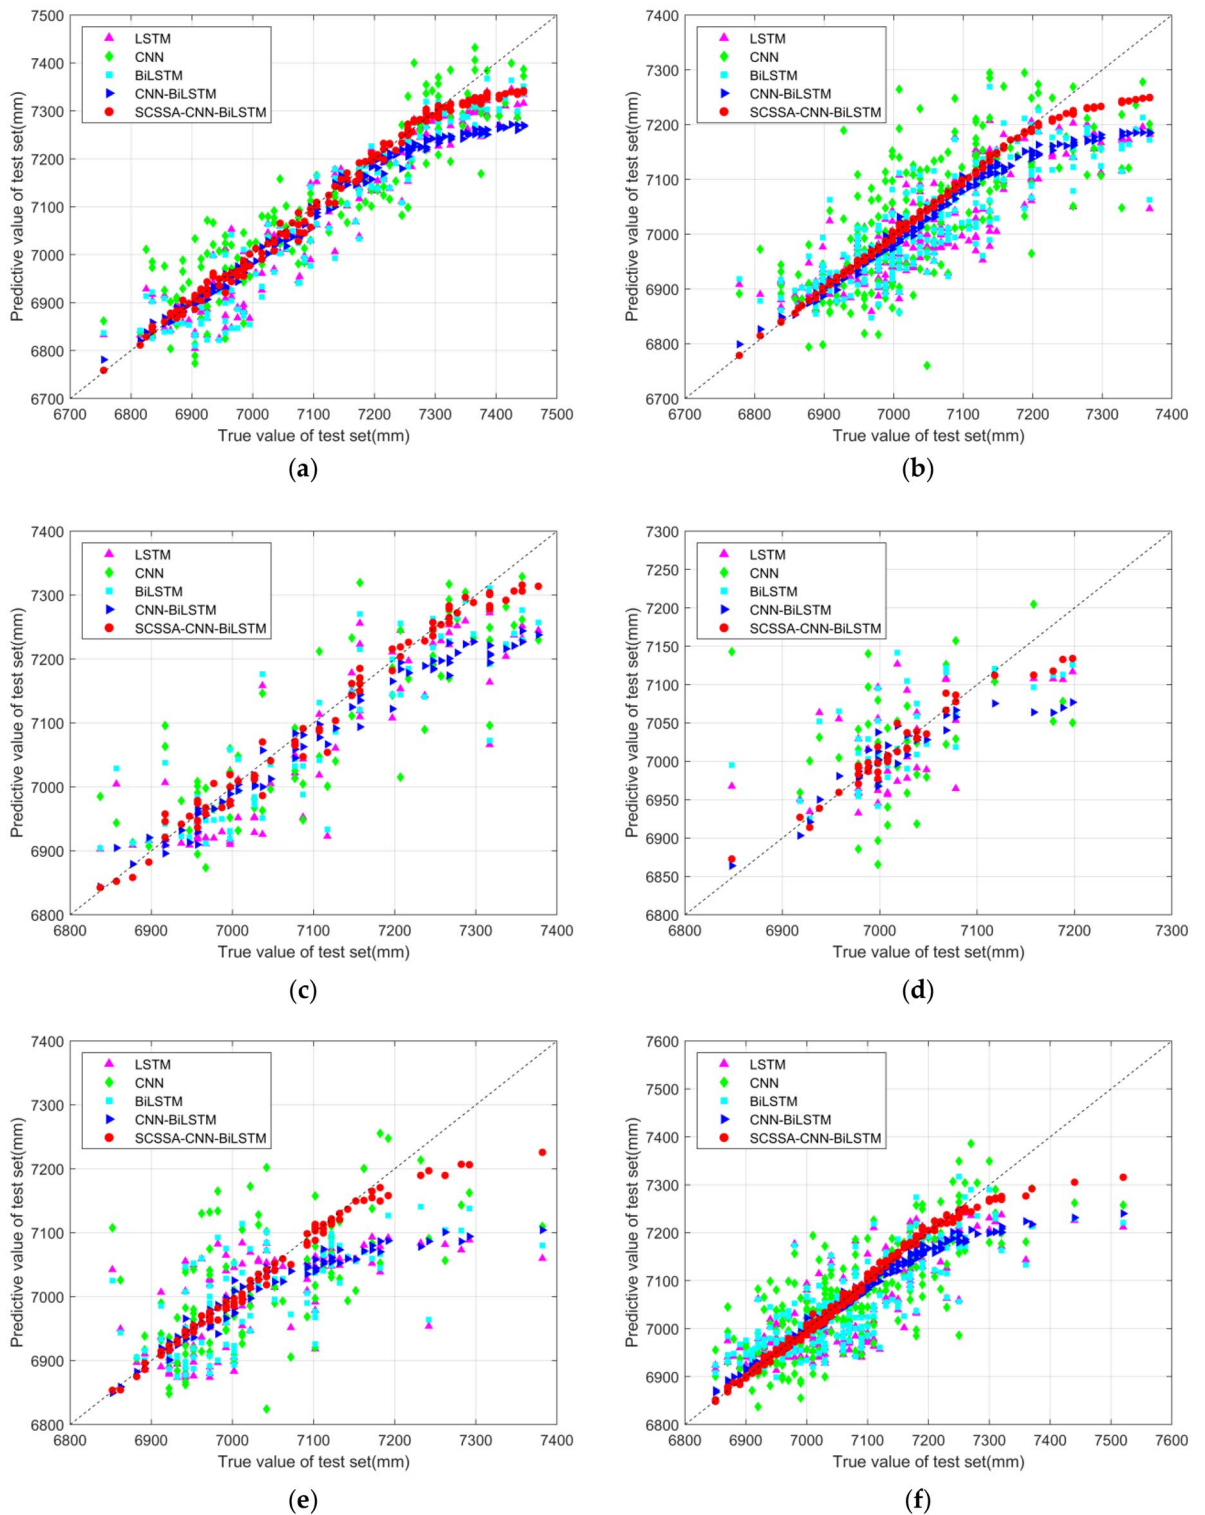 7500
7400
7300
7200
7100
7000
6900
6800
6700
Predictive value of test set(mm)
LSTM
CNN
BiLSTM
CNN-BiLSTM
SCSSA-CNN-BiLSTM
6700 6800 6900 7000 7100 7200 7300 7400 7500
True value of test set(mm)
(a)
7400
7300
7200
7100
7000
6900
6800
6700
Predictive value of test set(mm)
LSTM
CNN
BiLSTM
CNN-BiLSTM
SCSSA-CNN-BiLSTM
6700 6800 6900 7000 7100 7200 7300 7400
True value of test set(mm)
(b)
7400
7300
7200
7100
7000
6900
6800
Predictive value of test set(mm)
LSTM
CNN
BiLSTM
CNN-BiLSTM
SCSSA-CNN-BiLSTM
6800 6900 7000 7100 7200 7300 7400
True value of test set(mm)
(c)
7300
7250
7200
7150
7100
7050
7000
6950
6900
6850
6800
Predictive value of test set(mm)
LSTM
CNN
BiLSTM
CNN-BiLSTM
SCSSA-CNN-BiLSTM
6800 6900 7000 7100 7200 7300
True value of test set(mm)
(d)
7400
7300
7200
7100
7000
6900
6800
Predictive value of test set(mm)
LSTM
CNN
BiLSTM
CNN-BiLSTM
SCSSA-CNN-BiLSTM
6800 6900 7000 7100 7200 7300 7400
True value of test set(mm)
(e)
7600
7500
7400
7300
7200
7100
7000
6900
6800
Predictive value of test set(mm)
LSTM
CNN
BiLSTM
CNN-BiLSTM
SCSSA-CNN-BiLSTM
6800 6900 7000 7100 7200 7300 7400 7500 7600
True value of test set(mm)
(f)